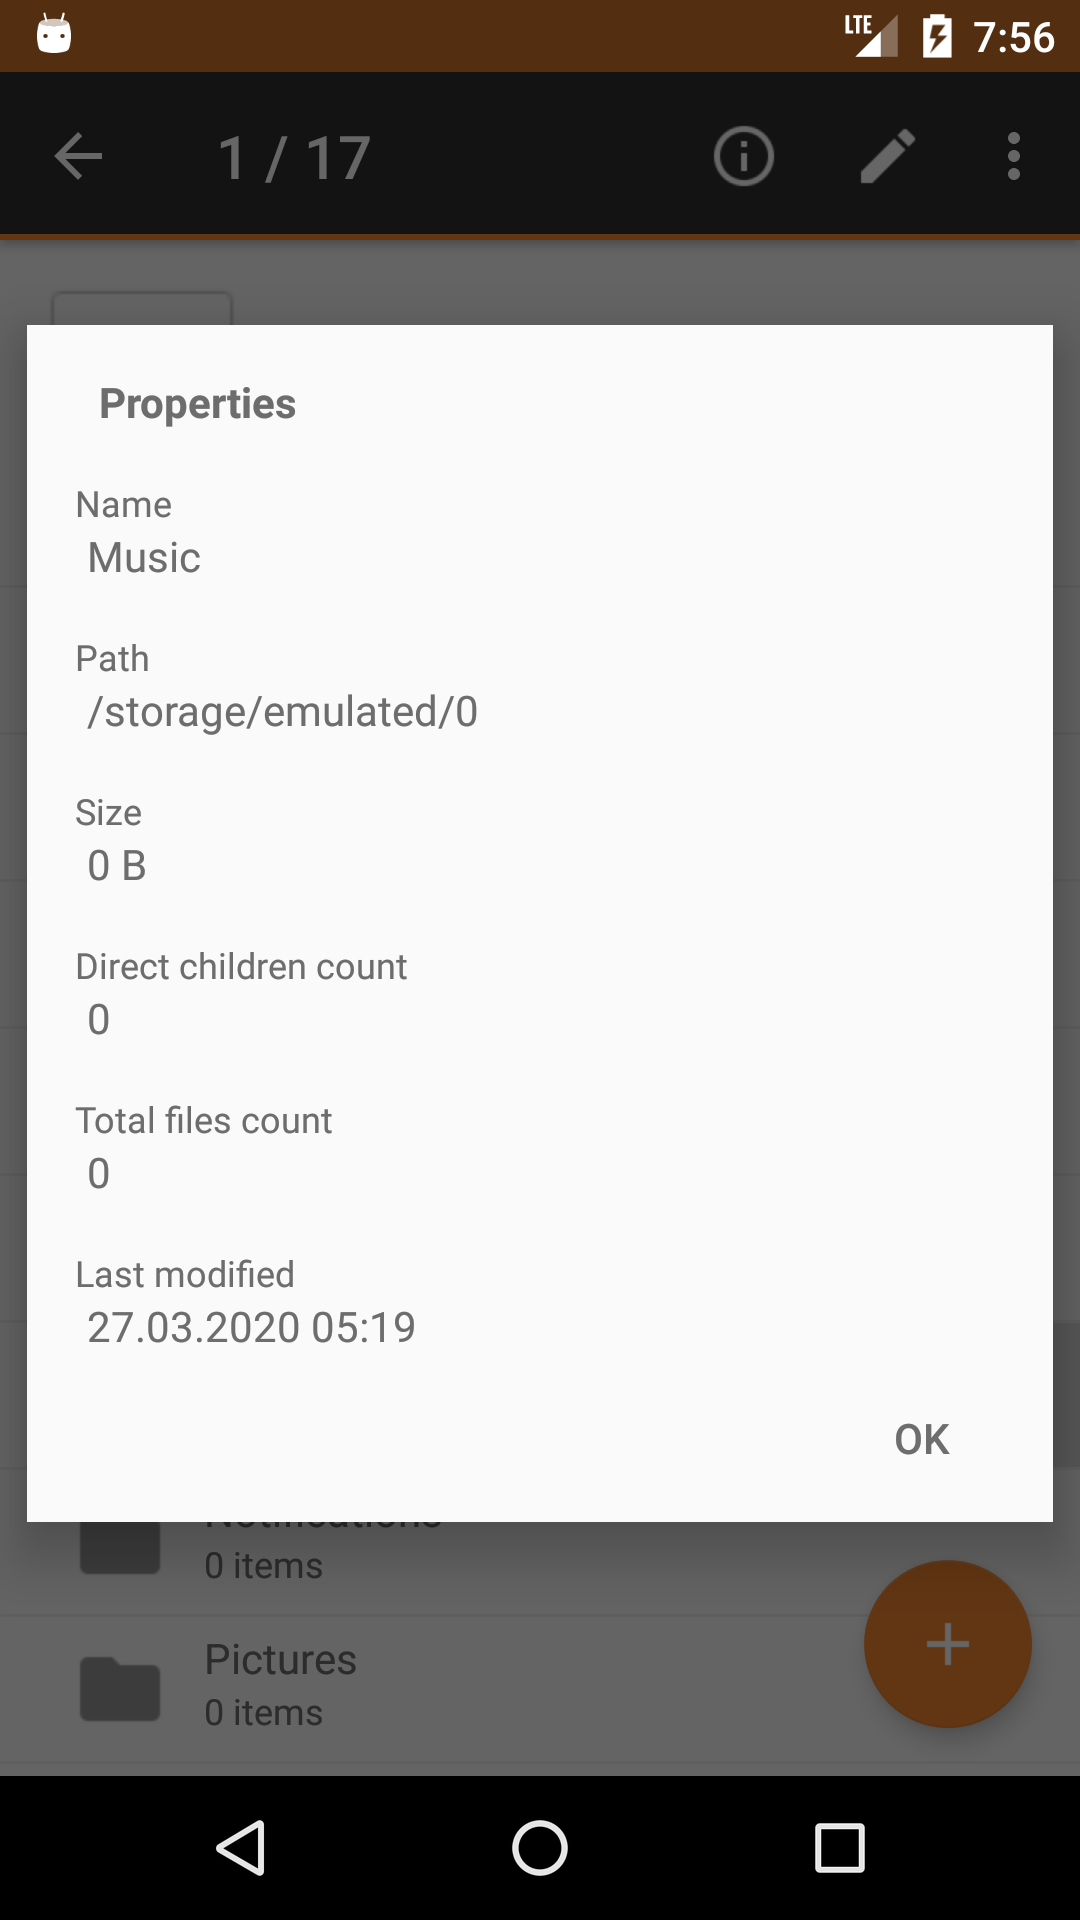 LTE 7:56
1 / 17
Properties
Name
Music
Path
/storage/emulated/0
Size
0 B
Direct children count
0
Total files count
0
Last modified
27.03.2020 05:19
OK
Notifications
0 items
Pictures
0 items